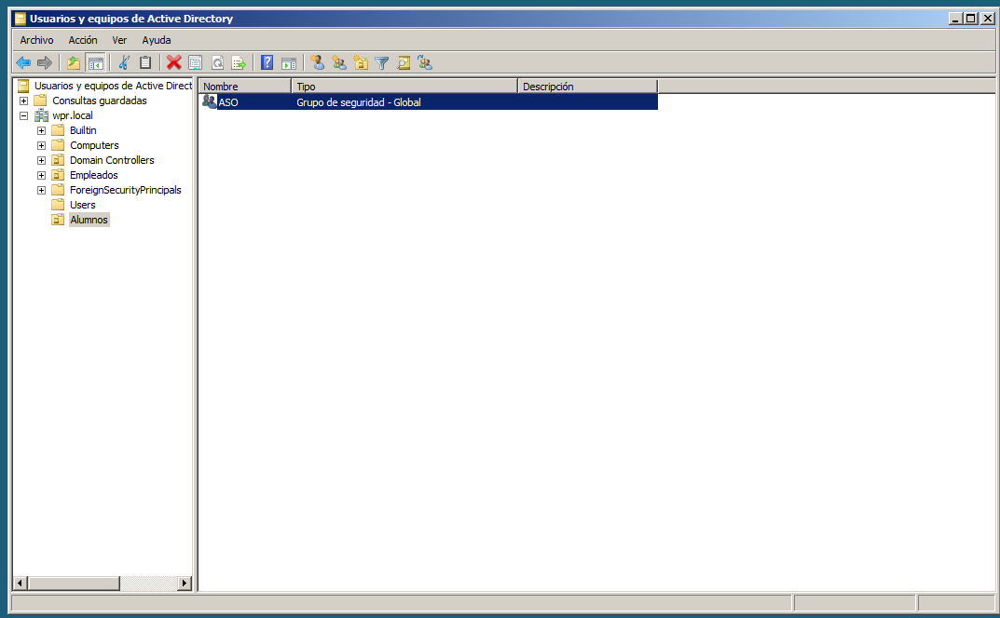 Usuarios y equipos de Active Directory
Archivo Acción Ver Ayuda
Usuarios y equipos de Active Direct
Consultas guardadas
wpr.local
Builtin
Computers
Domain Controllers
Empleados
ForeignSecurityPrincipals
Users
Alumnos
Nombre Tipo Descripción
ASO Grupo de seguridad - Global